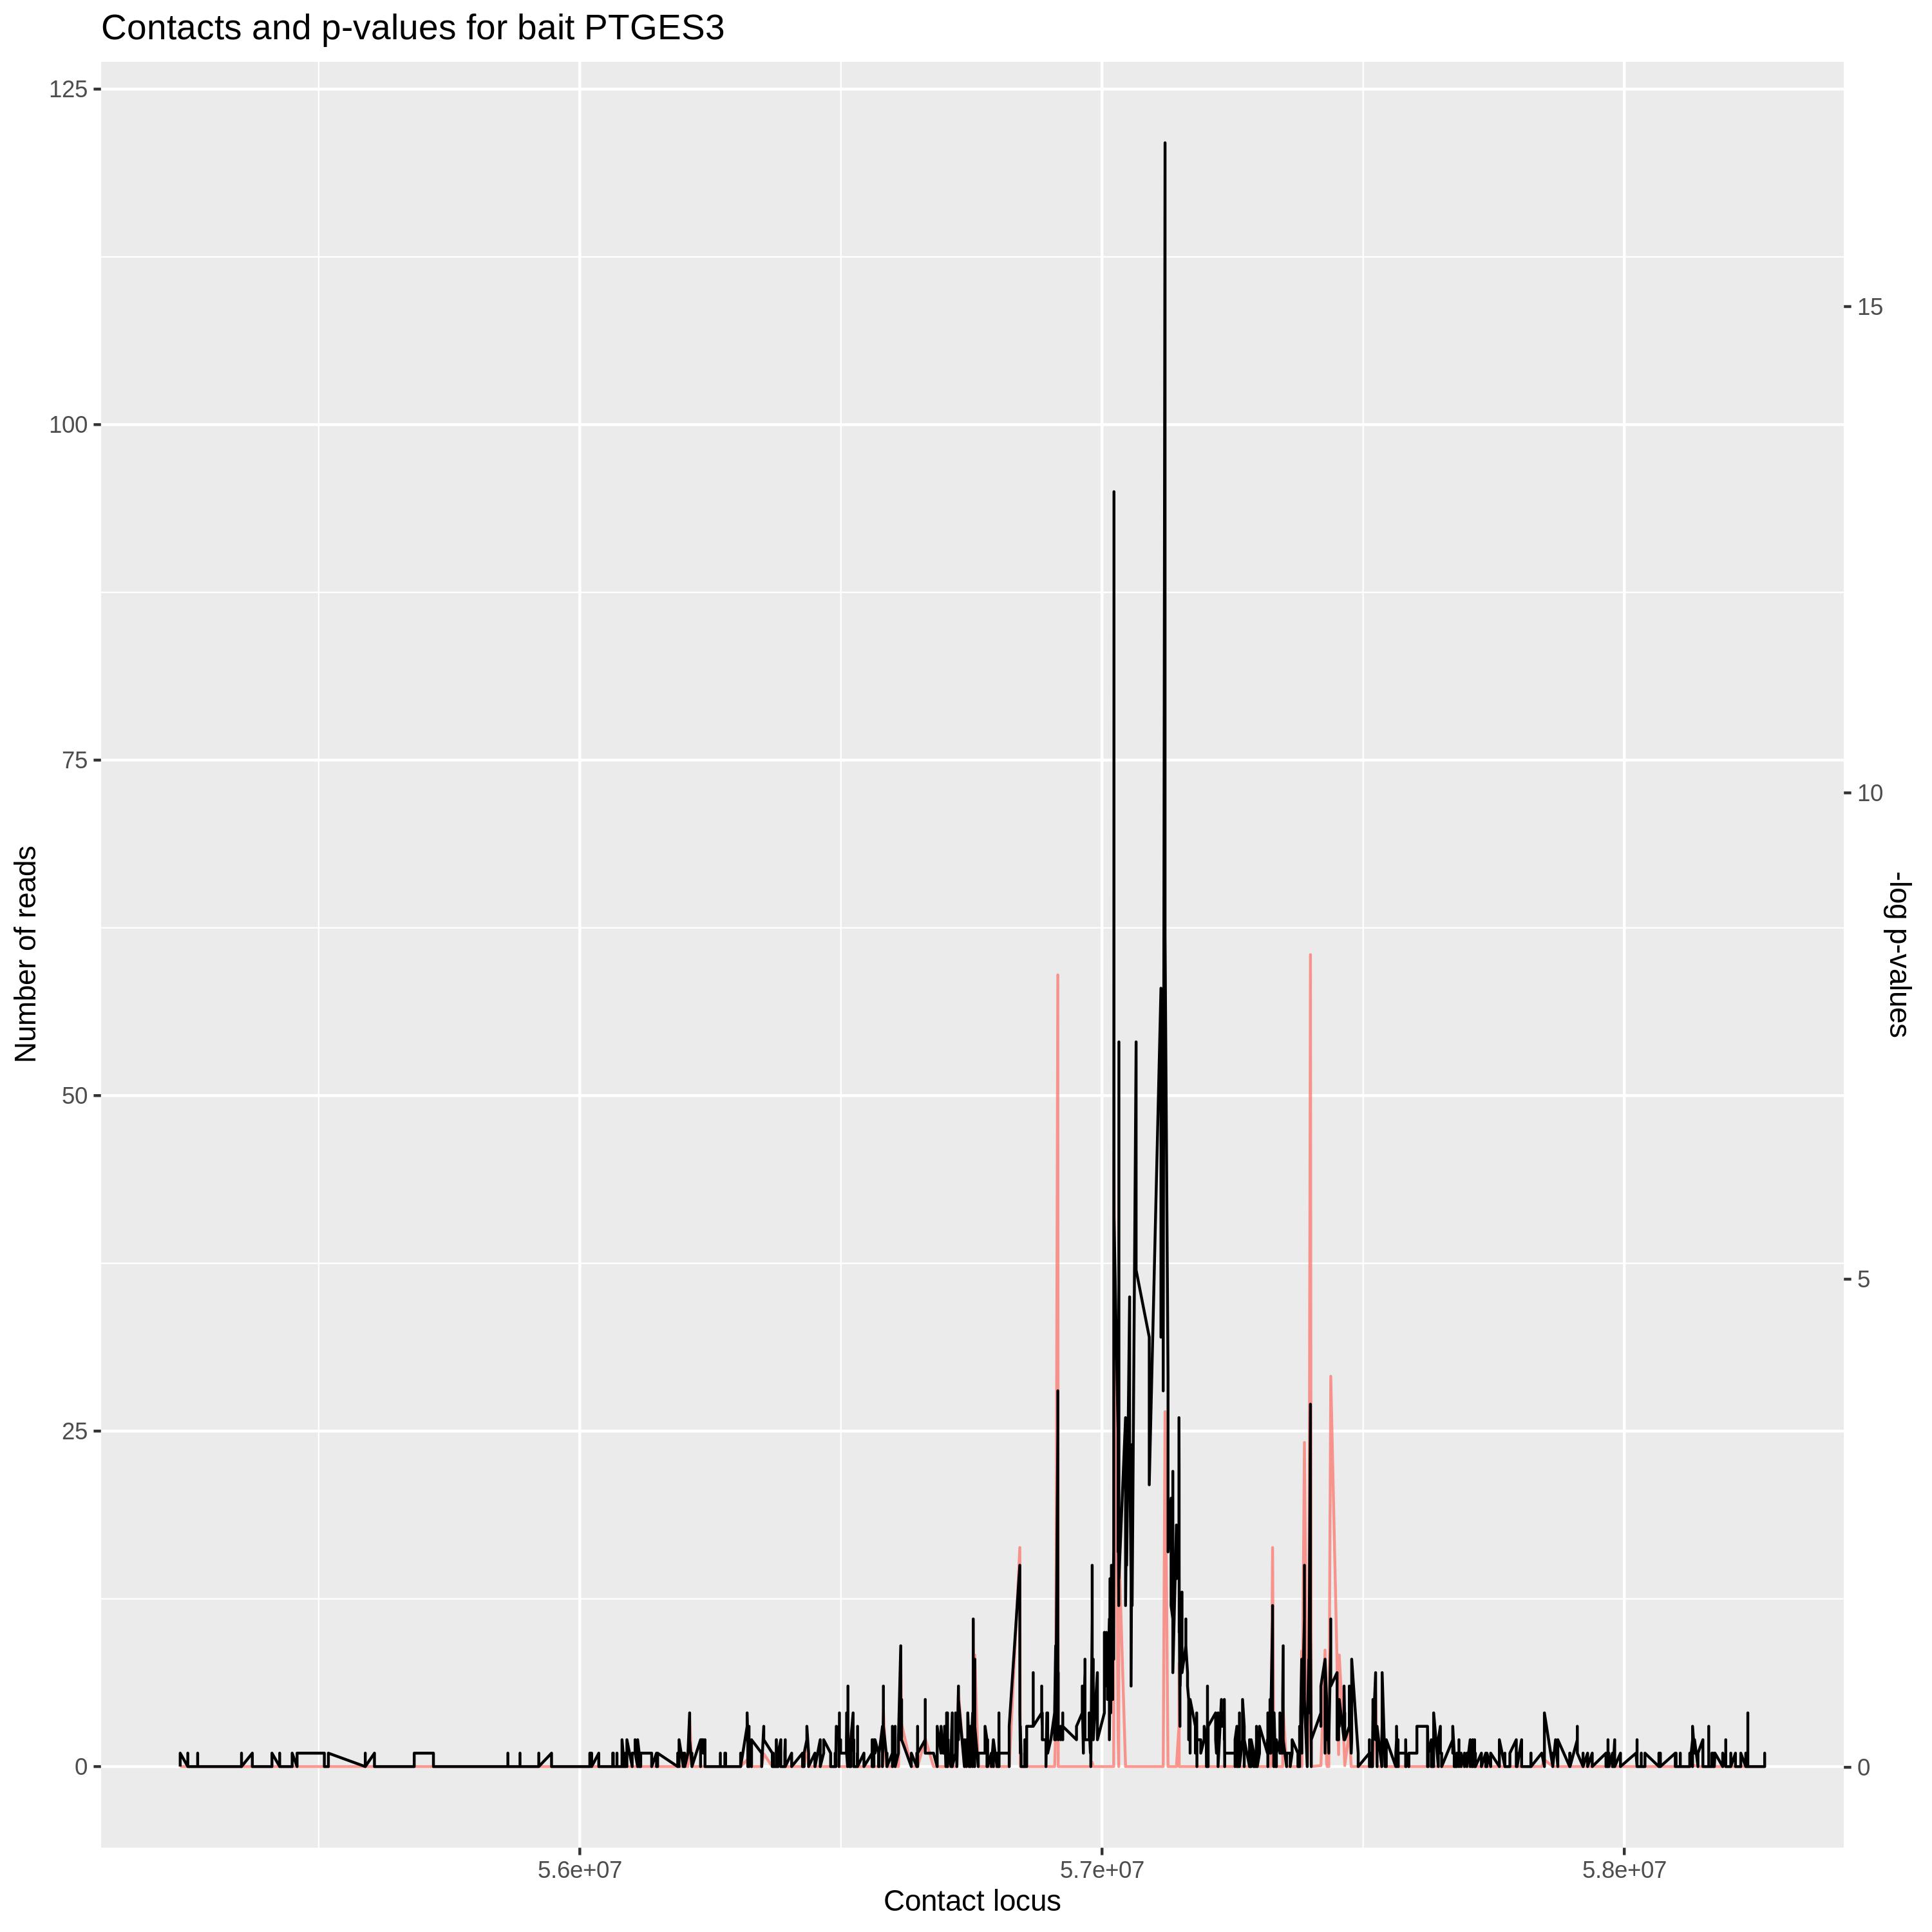 Contacts and p-values for bait PTGES3
125
100
75
50
25
0
Number of reads
15
10
5
0
-log p-values
5.6e+07
5.7e+07
5.8e+07
Contact locus